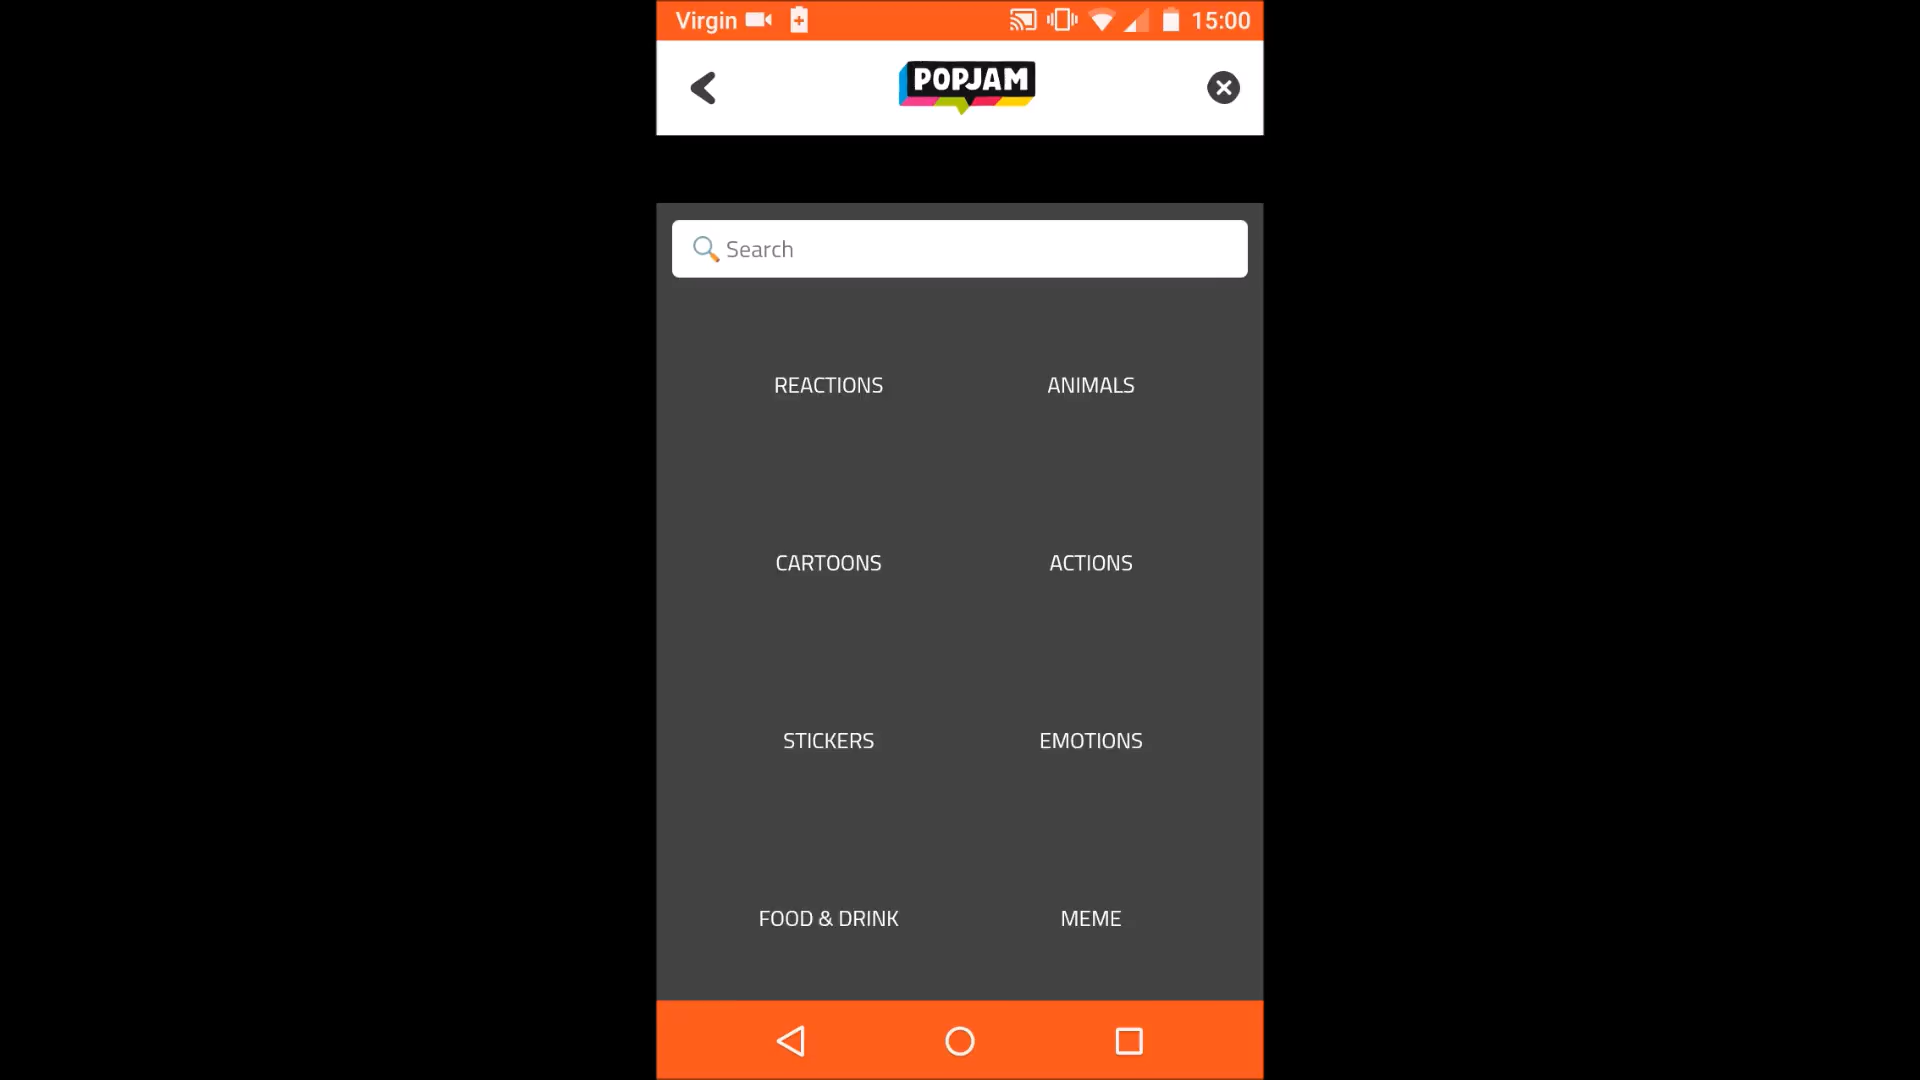 Virgin 15:00
POPJAM
Search
REACTIONS ANIMALS
CARTOONS ACTIONS
STICKERS EMOTIONS
FOOD & DRINK MEME